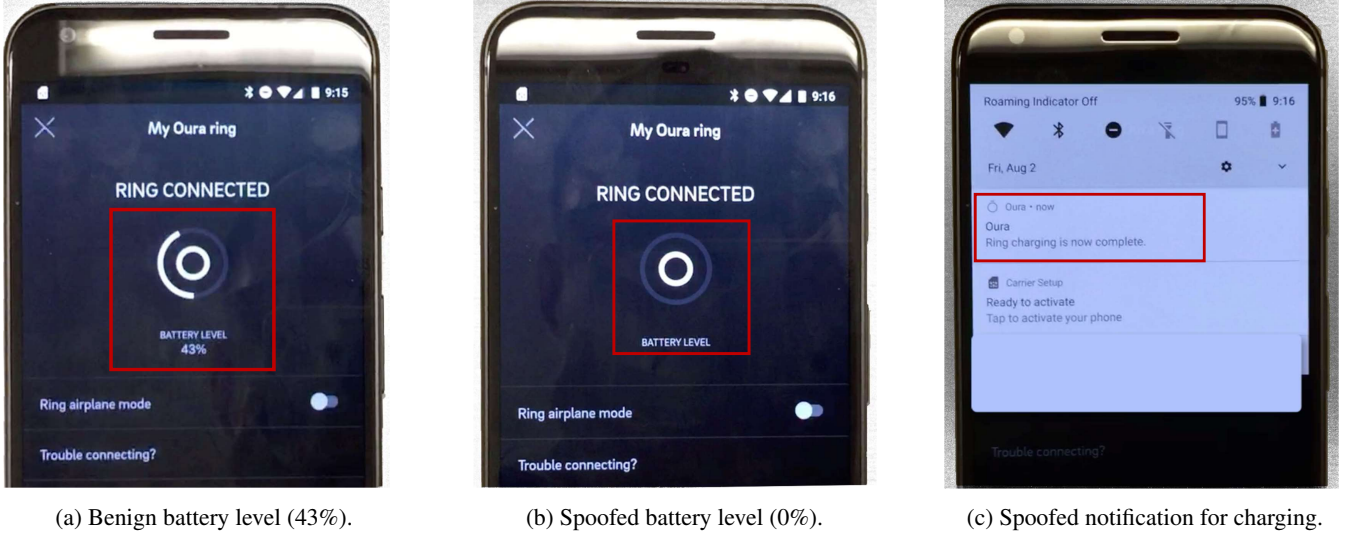 9:15
My Oura ring
RING CONNECTED
BATTERY LEVEL
43%
Ring airplane mode
Trouble connecting?
(a) Benign battery level (43%).
9:16
My Oura ring
RING CONNECTED
BATTERY LEVEL
Ring airplane mode
Trouble connecting?
(b) Spoofed battery level (0%).
Roaming Indicator Off 95% 9:16
Fri, Aug 2
Oura • now
Oura
Ring charging is now complete.
Carrier Setup
Ready to activate
Tap to activate your phone
Trouble connecting?
(c) Spoofed notification for charging.